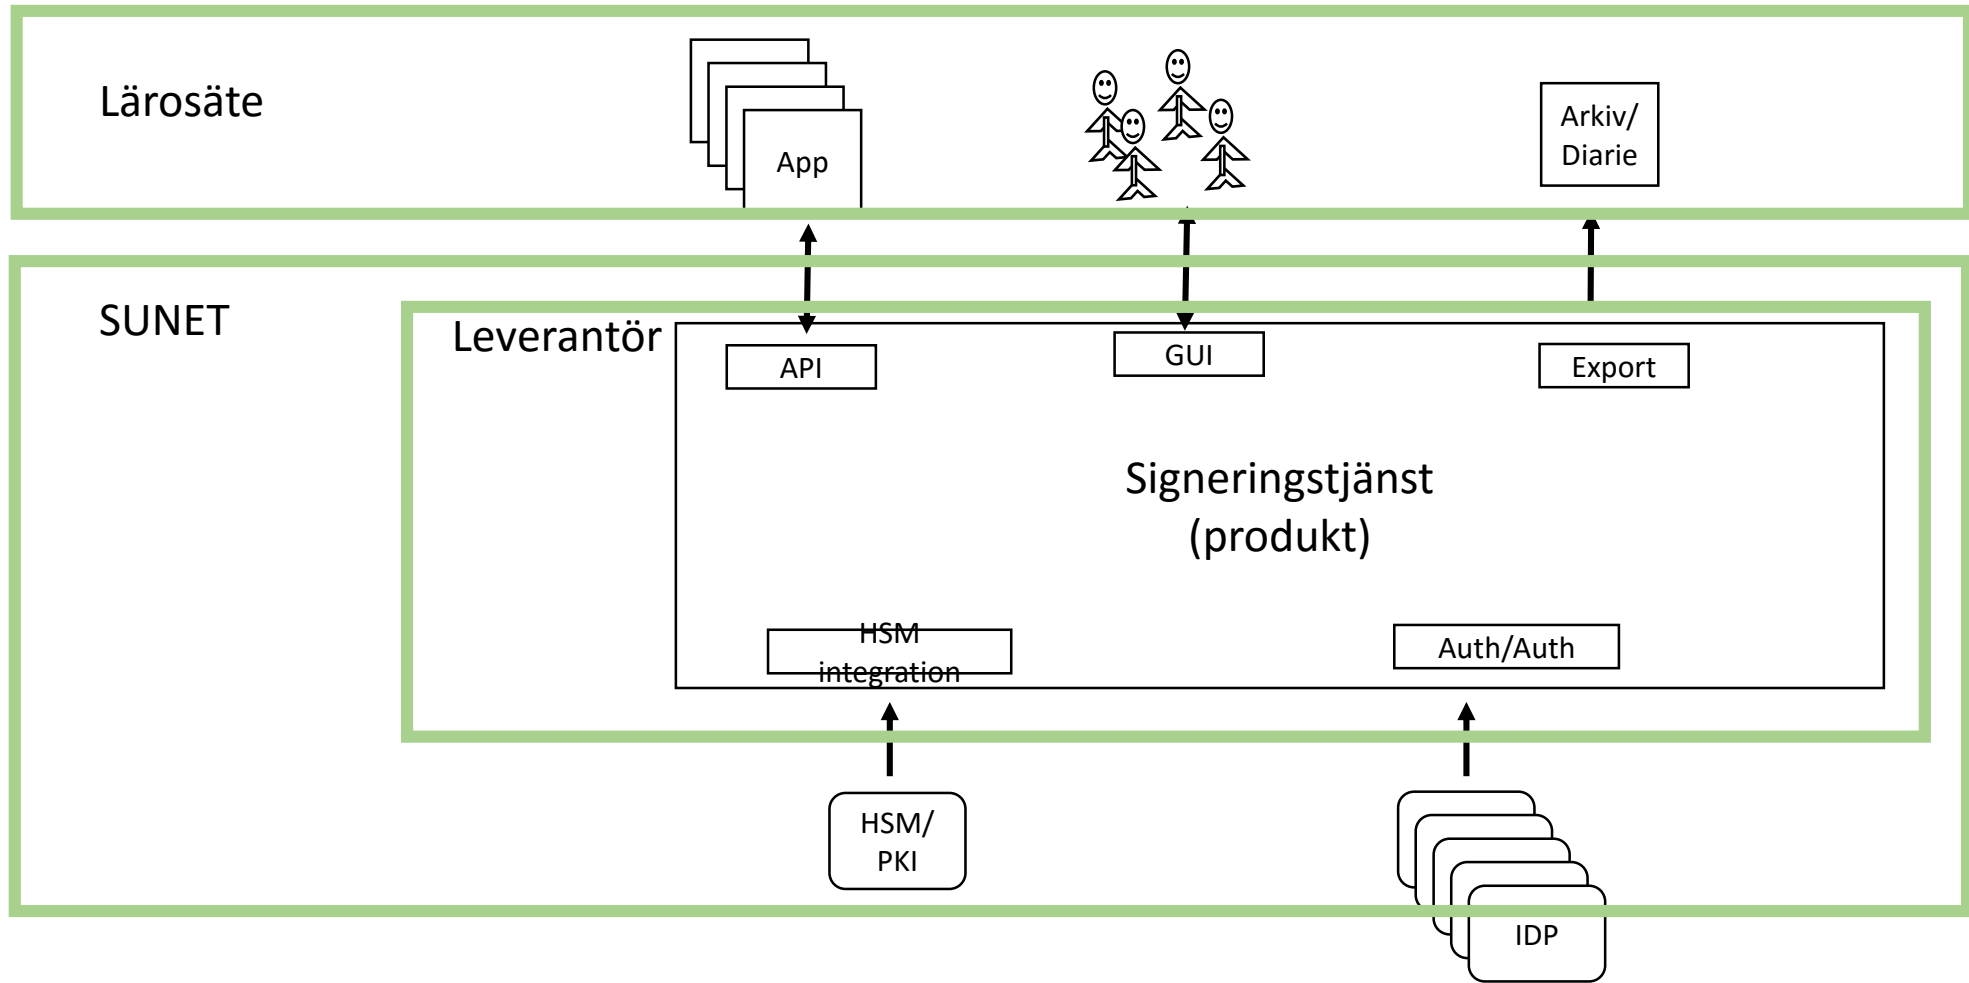 Lärosäte
App
Arkiv/
Diarie
SUNET
Leverantör
API
GUI
Export
Signeringstjänst
(produkt)
HSM
integration
Auth/Auth
HSM/
PKI
IDP